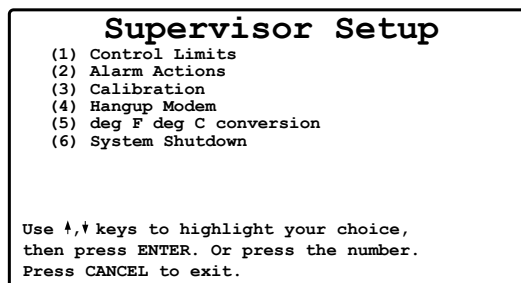 Supervisor Setup
(1) Control Limits
(2) Alarm Actions
(3) Calibration
(4) Hangup Modem
(5) deg F deg C conversion
(6) System Shutdown
Use ↑,↓ keys to highlight your choice,
then press ENTER. Or press the number.
Press CANCEL to exit.